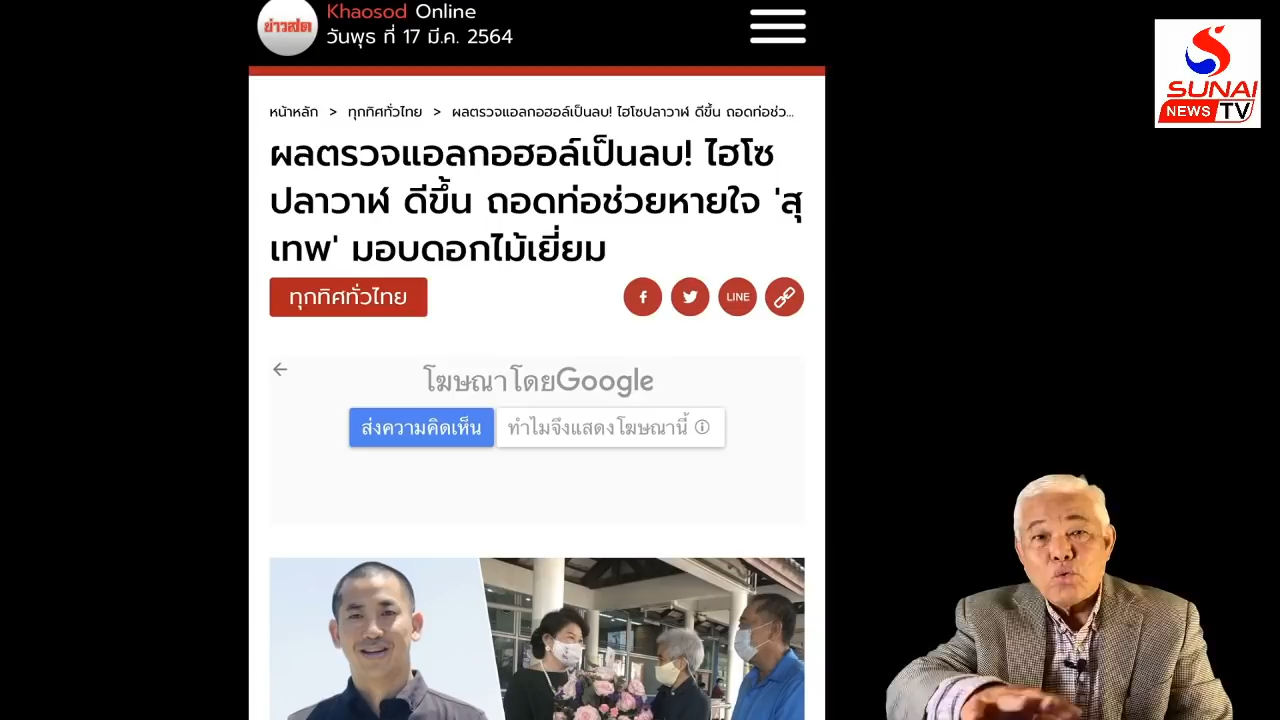 ข่าวสด
Khaosod Online
วันพุธ ที่ 17 มี.ค. 2564
SUNAI
NEWS TV
หน้าหลัก > ทุกทิศทั่วไทย > ผลตรวจแอลกอฮอล์เป็นลบ! ไฮโซปลาวาฬ ดีขึ้น ถอดท่อช่ว...
ผลตรวจแอลกอฮอล์เป็นลบ! ไฮโซ
ปลาวาฬ ดีขึ้น ถอดท่อช่วยหายใจ 'สุ
เทพ' มอบดอกไม้เยี่ยม
ทุกทิศทั่วไทย
LINE
โฆษณาโดยGoogle
ส่งความคิดเห็น
ทำไมจึงแสดงโฆษณานี้